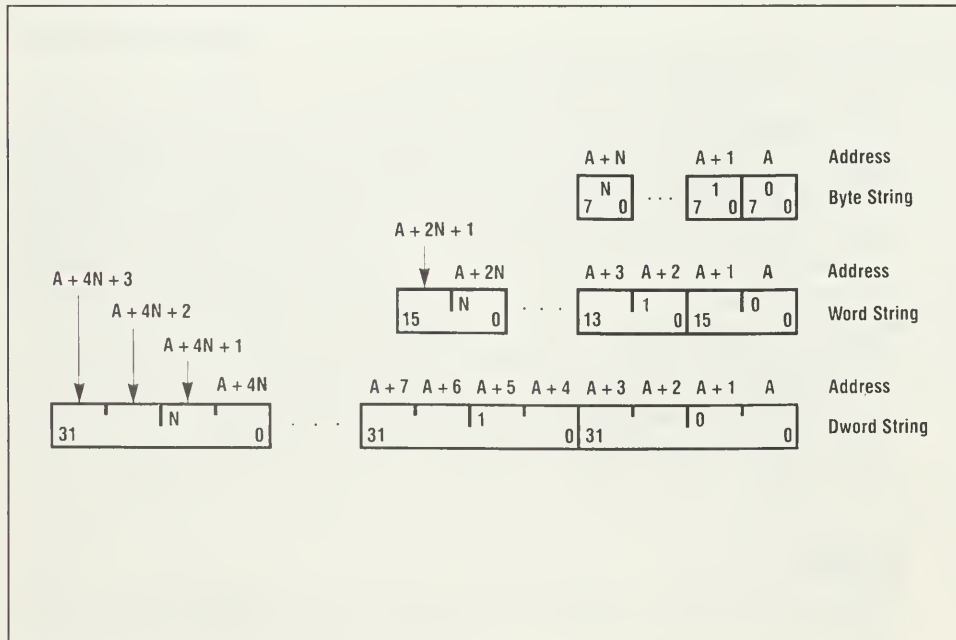 A + N A + 1 A Address
N 1 0
7 0 ... 7 0 7 0 Byte String
A + 2N + 1
A + 2N A + 3 A + 2 A + 1 A Address
N 1 0
15 0 ... 13 0 15 0 Word String
A + 4N + 3
A + 4N + 2
A + 4N + 1
A + 4N A + 7 A + 6 A + 5 A + 4 A + 3 A + 2 A + 1 A Address
N 1 0
31 0 .... 31 0 31 0 Dword String